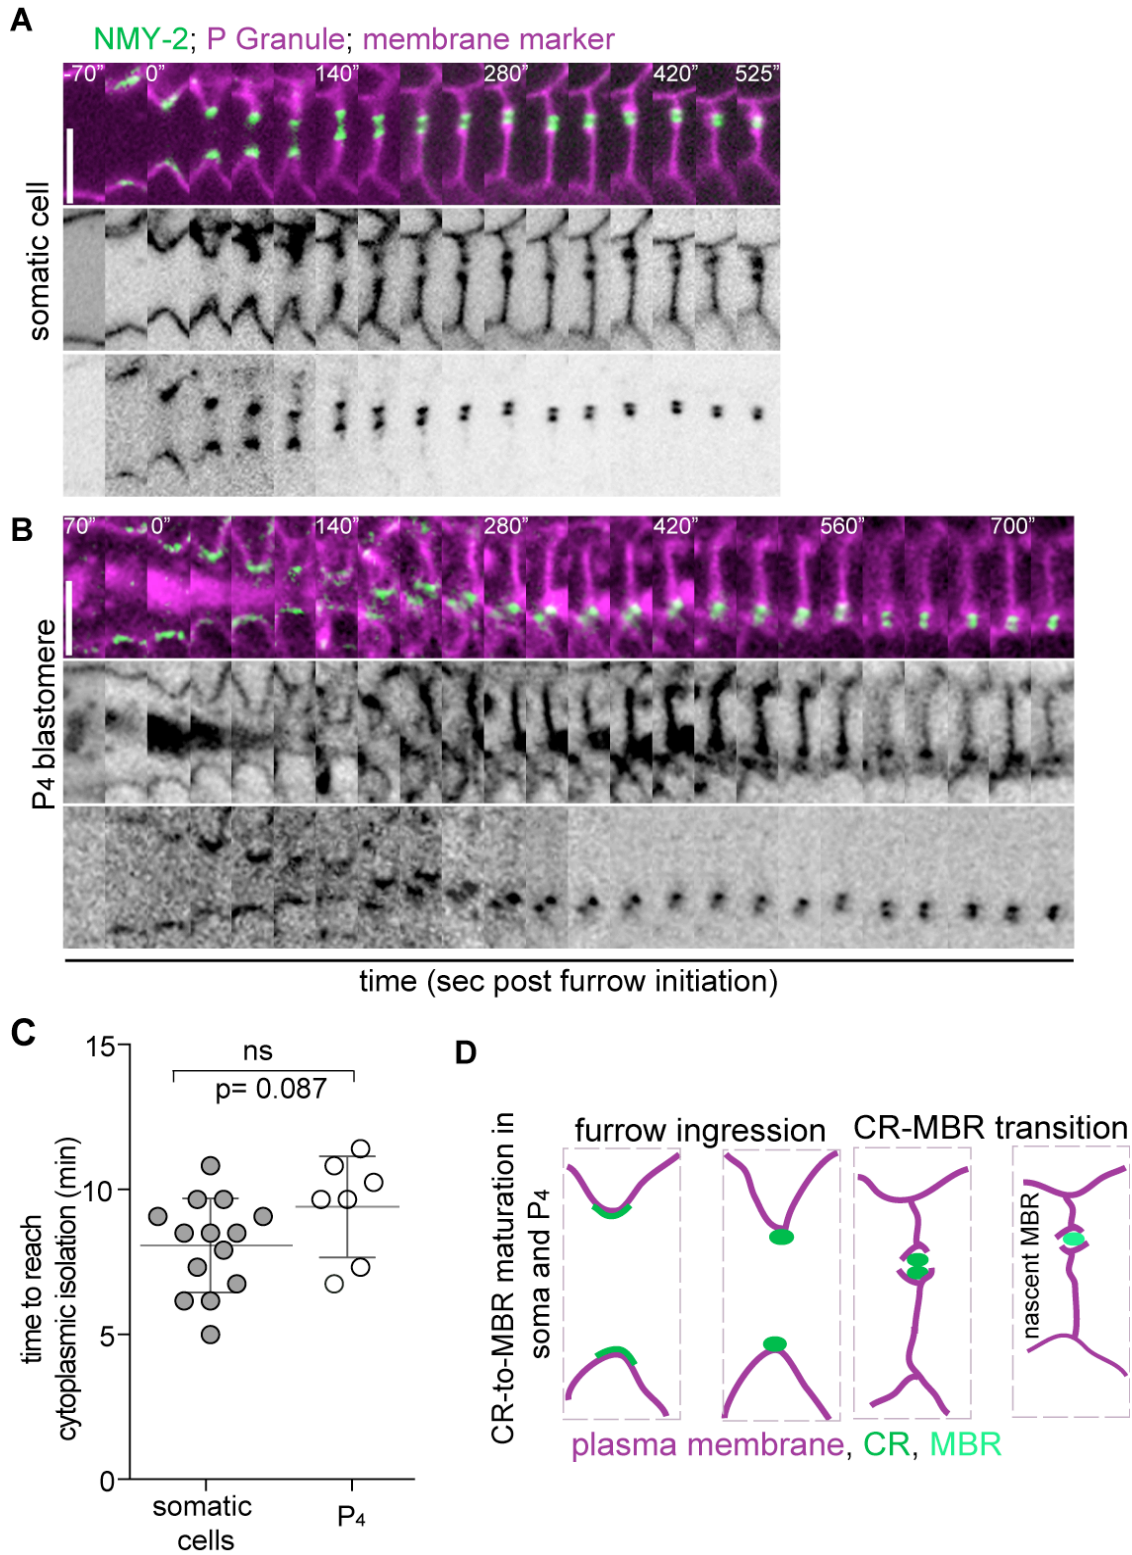 A
NMY-2; P Granule; membrane marker
-70” 0” 140” 280” 420” 525”
somatic cell
B
70” 0” 140” 280” 420” 560” 700”
P4 blastomere
time (sec post furrow initiation)
C
15
ns
p= 0.087
10
5
0
time to reach
cytoplasmic isolation (min)
somatic
cells
P4
D
CR-to-MBR maturation in
soma and P4
furrow ingression
CR-MBR transition
nascent MBR
plasma membrane, CR, MBR